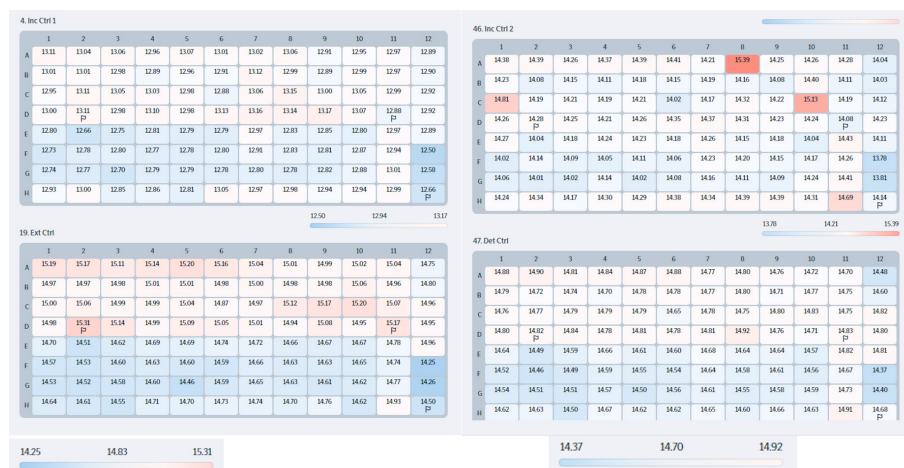 4. Inc Ctrl 1
1 2 3 4 5 6 7 8 9 10 11 12
A 13.11 13.04 13.06 12.96 13.07 13.01 13.02 13.06 12.91 12.95 12.97 12.89
B 13.01 13.01 12.98 12.89 12.96 12.91 13.12 12.99 12.89 12.99 12.97 12.90
C 12.95 13.11 13.05 13.03 12.98 12.88 13.06 13.15 13.00 13.05 12.99 12.92
D 13.00 13.11 12.98 13.10 12.98 13.13 13.16 13.14 13.17 13.07 12.88 12.92
E 12.80 12.66 12.75 12.81 12.79 12.79 12.97 12.83 12.85 12.80 12.97 12.89
F 12.73 12.78 12.80 12.77 12.78 12.80 12.91 12.83 12.81 12.87 12.94 12.50
G 12.74 12.77 12.70 12.79 12.79 12.78 12.80 12.78 12.82 12.88 13.01 12.58
H 12.93 13.00 12.85 12.86 12.81 13.05 12.97 12.98 12.94 12.94 12.99 12.66
12.50 12.94 13.17
19. Ext Ctrl
1 2 3 4 5 6 7 8 9 10 11 12
A 15.19 15.17 15.11 15.14 15.20 15.16 15.04 15.01 14.99 15.02 15.04 14.75
B 14.97 14.97 14.98 15.01 15.01 14.98 15.00 14.98 14.98 15.06 14.96 14.80
C 15.00 15.06 14.99 14.99 15.04 14.87 14.97 15.12 15.17 15.20 15.07 14.96
D 14.98 15.31 15.14 14.99 15.09 15.05 15.01 14.94 15.08 14.95 15.17 14.95
E 14.70 14.51 14.62 14.69 14.69 14.74 14.72 14.66 14.67 14.67 14.78 14.96
F 14.57 14.53 14.60 14.63 14.60 14.59 14.66 14.63 14.63 14.65 14.74 14.25
G 14.53 14.52 14.58 14.60 14.46 14.59 14.65 14.63 14.61 14.62 14.77 14.26
H 14.64 14.61 14.55 14.71 14.70 14.73 14.74 14.70 14.76 14.62 14.93 14.50
14.25 14.83 15.31
46. Inc Ctrl 2
1 2 3 4 5 6 7 8 9 10 11 12
A 14.38 14.39 14.26 14.37 14.39 14.41 14.21 15.39 14.25 14.26 14.28 14.04
B 14.23 14.08 14.15 14.11 14.18 14.15 14.19 14.16 14.08 14.40 14.11 14.03
C 14.81 14.19 14.21 14.19 14.21 14.02 14.17 14.32 14.22 15.13 14.19 14.12
D 14.26 14.28 14.25 14.21 14.26 14.35 14.37 14.31 14.23 14.24 14.08 14.23
E 14.27 14.04 14.18 14.24 14.23 14.18 14.26 14.15 14.18 14.04 14.43 14.11
F 14.02 14.14 14.09 14.05 14.11 14.06 14.23 14.20 14.15 14.17 14.26 13.78
G 14.06 14.01 14.02 14.14 14.02 14.08 14.16 14.11 14.09 14.24 14.41 13.81
H 14.24 14.34 14.17 14.30 14.29 14.38 14.34 14.39 14.39 14.31 14.69 14.14
13.78 14.21 15.39
47. Det Ctrl
1 2 3 4 5 6 7 8 9 10 11 12
A 14.88 14.90 14.81 14.84 14.87 14.88 14.77 14.80 14.76 14.72 14.70 14.48
B 14.79 14.72 14.74 14.70 14.78 14.78 14.77 14.80 14.71 14.77 14.75 14.60
C 14.76 14.77 14.79 14.79 14.79 14.65 14.78 14.75 14.80 14.83 14.75 14.82
D 14.80 14.82 14.84 14.78 14.81 14.78 14.81 14.92 14.76 14.71 14.83 14.80
E 14.64 14.49 14.59 14.66 14.61 14.60 14.68 14.64 14.64 14.57 14.82 14.81
F 14.52 14.46 14.49 14.59 14.55 14.54 14.64 14.58 14.61 14.56 14.67 14.37
G 14.54 14.51 14.51 14.57 14.50 14.56 14.61 14.55 14.58 14.59 14.73 14.40
H 14.62 14.63 14.50 14.67 14.62 14.62 14.65 14.60 14.66 14.63 14.91 14.68
14.37 14.70 14.92